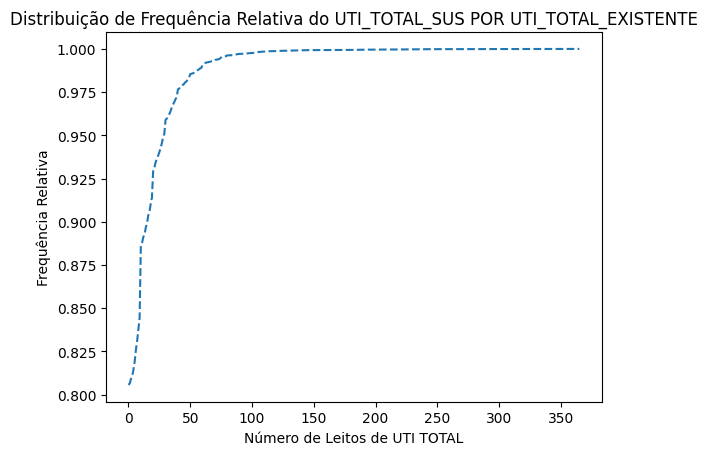 Distribuição de Frequência Relativa do UTI_TOTAL_SUS POR UTI_TOTAL_EXISTENTE
1.000
0.975
0.950
0.925
0.900
0.875
0.850
0.825
0.800
Frequência Relativa
0 50 100 150 200 250 300 350
Número de Leitos de UTI TOTAL